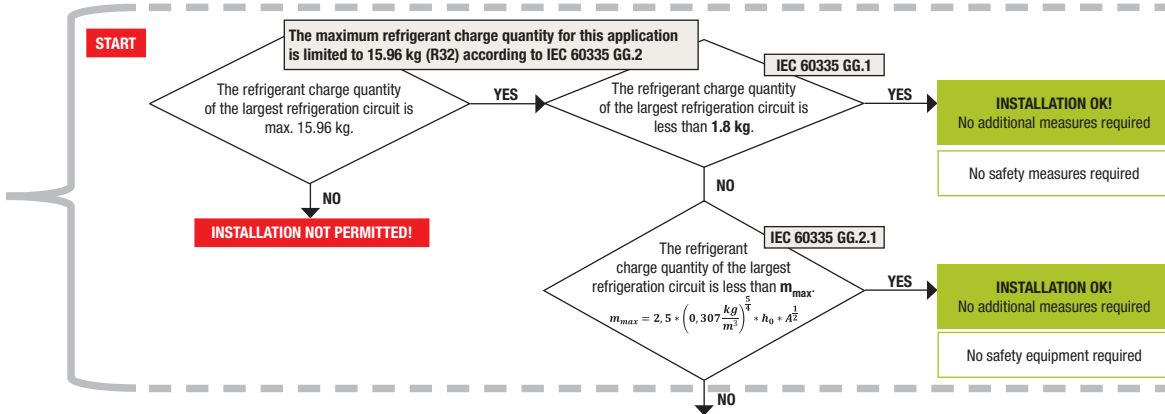 START
The maximum refrigerant charge quantity for this application
is limited to 15.96 kg (R32) according to IEC 60335 GG.2
The refrigerant charge quantity
of the largest refrigeration circuit is
max. 15.96 kg.
YES
NO
INSTALLATION NOT PERMITTED!
IEC 60335 GG.1
The refrigerant charge quantity
of the largest refrigeration circuit is
less than 1.8 kg.
YES
INSTALLATION OK!
No additional measures required
No safety measures required
NO
IEC 60335 GG.2.1
The refrigerant
charge quantity of the largest
refrigeration circuit is less than m_max.
m_max = 2,5 * (0,307 kg/m³)^(5/4) * h₀ * A^(1/2)
YES
INSTALLATION OK!
No additional measures required
No safety equipment required
NO